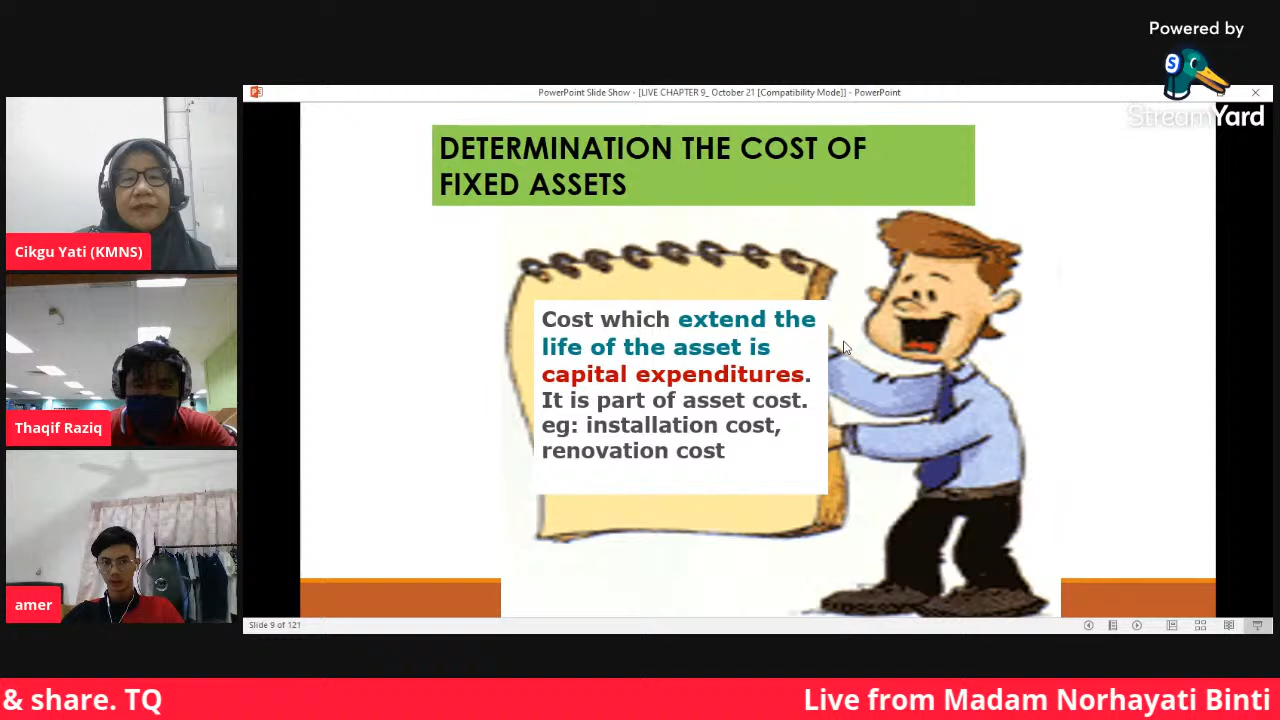 Powered by
S
StreamYard
PowerPoint Slide Show - [LIVE CHAPTER 9_ October 21 [Compatibility Mode]] - PowerPoint
DETERMINATION THE COST OF
FIXED ASSETS
Cost which extend the
life of the asset is
capital expenditures.
It is part of asset cost.
eg: installation cost,
renovation cost
Cikgu Yati (KMNS)
Thaqif Raziq
amer
Slide 9 of 121
& share. TQ
Live from Madam Norhayati Binti